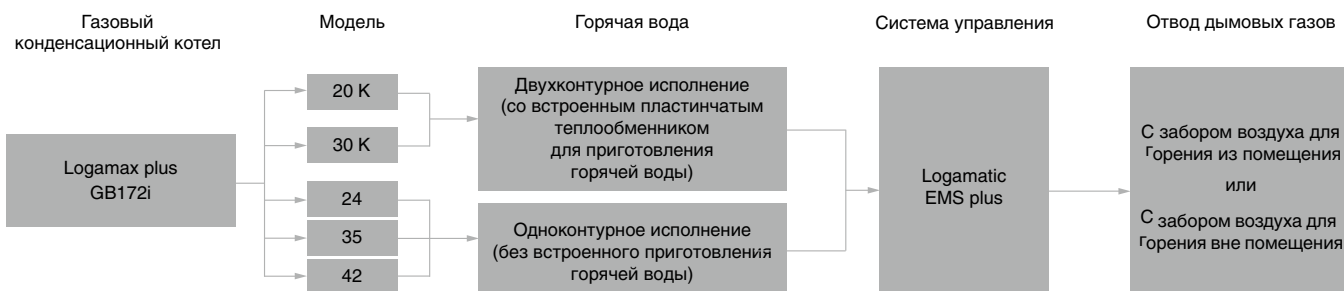 Газовый
конденсационный котел
Модель
Горячая вода
Система управления
Отвод дымовых газов
Logamax plus
GB172i
20 K
30 K
24
35
42
Двухконтурное исполнение
(со встроенным пластинчатым
теплообменником
для приготовления
горячей воды)
Одноконтурное исполнение
(без встроенного приготовления
горячей воды)
Logamatic
EMS plus
С забором воздуха для
горения из помещения
или
С забором воздуха для
горения вне помещения